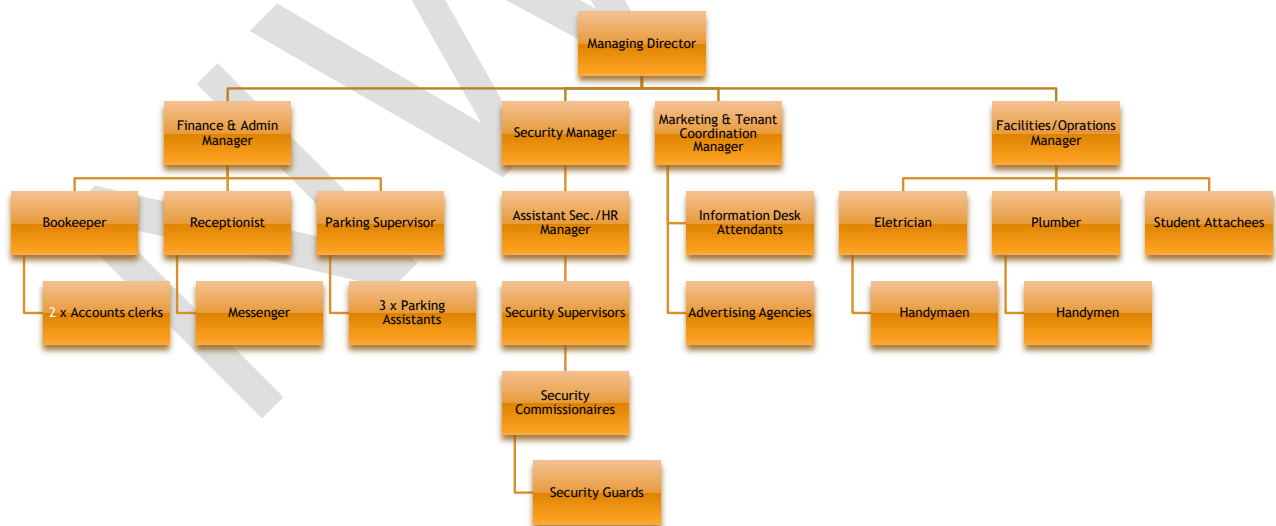 Managing Director
Finance & Admin
Manager
Security Manager
Marketing & Tenant
Coordination
Manager
Facilities/Oprations
Manager
Bookeeper
Receptionist
Parking Supervisor
Assistant Sec./HR
Manager
Information Desk
Attendants
Eletrician
Plumber
Student Attachees
2 x Accounts clerks
Messenger
3 x Parking
Assistants
Security Supervisors
Advertising Agencies
Handymaen
Handymen
Security
Commissionaires
Security Guards